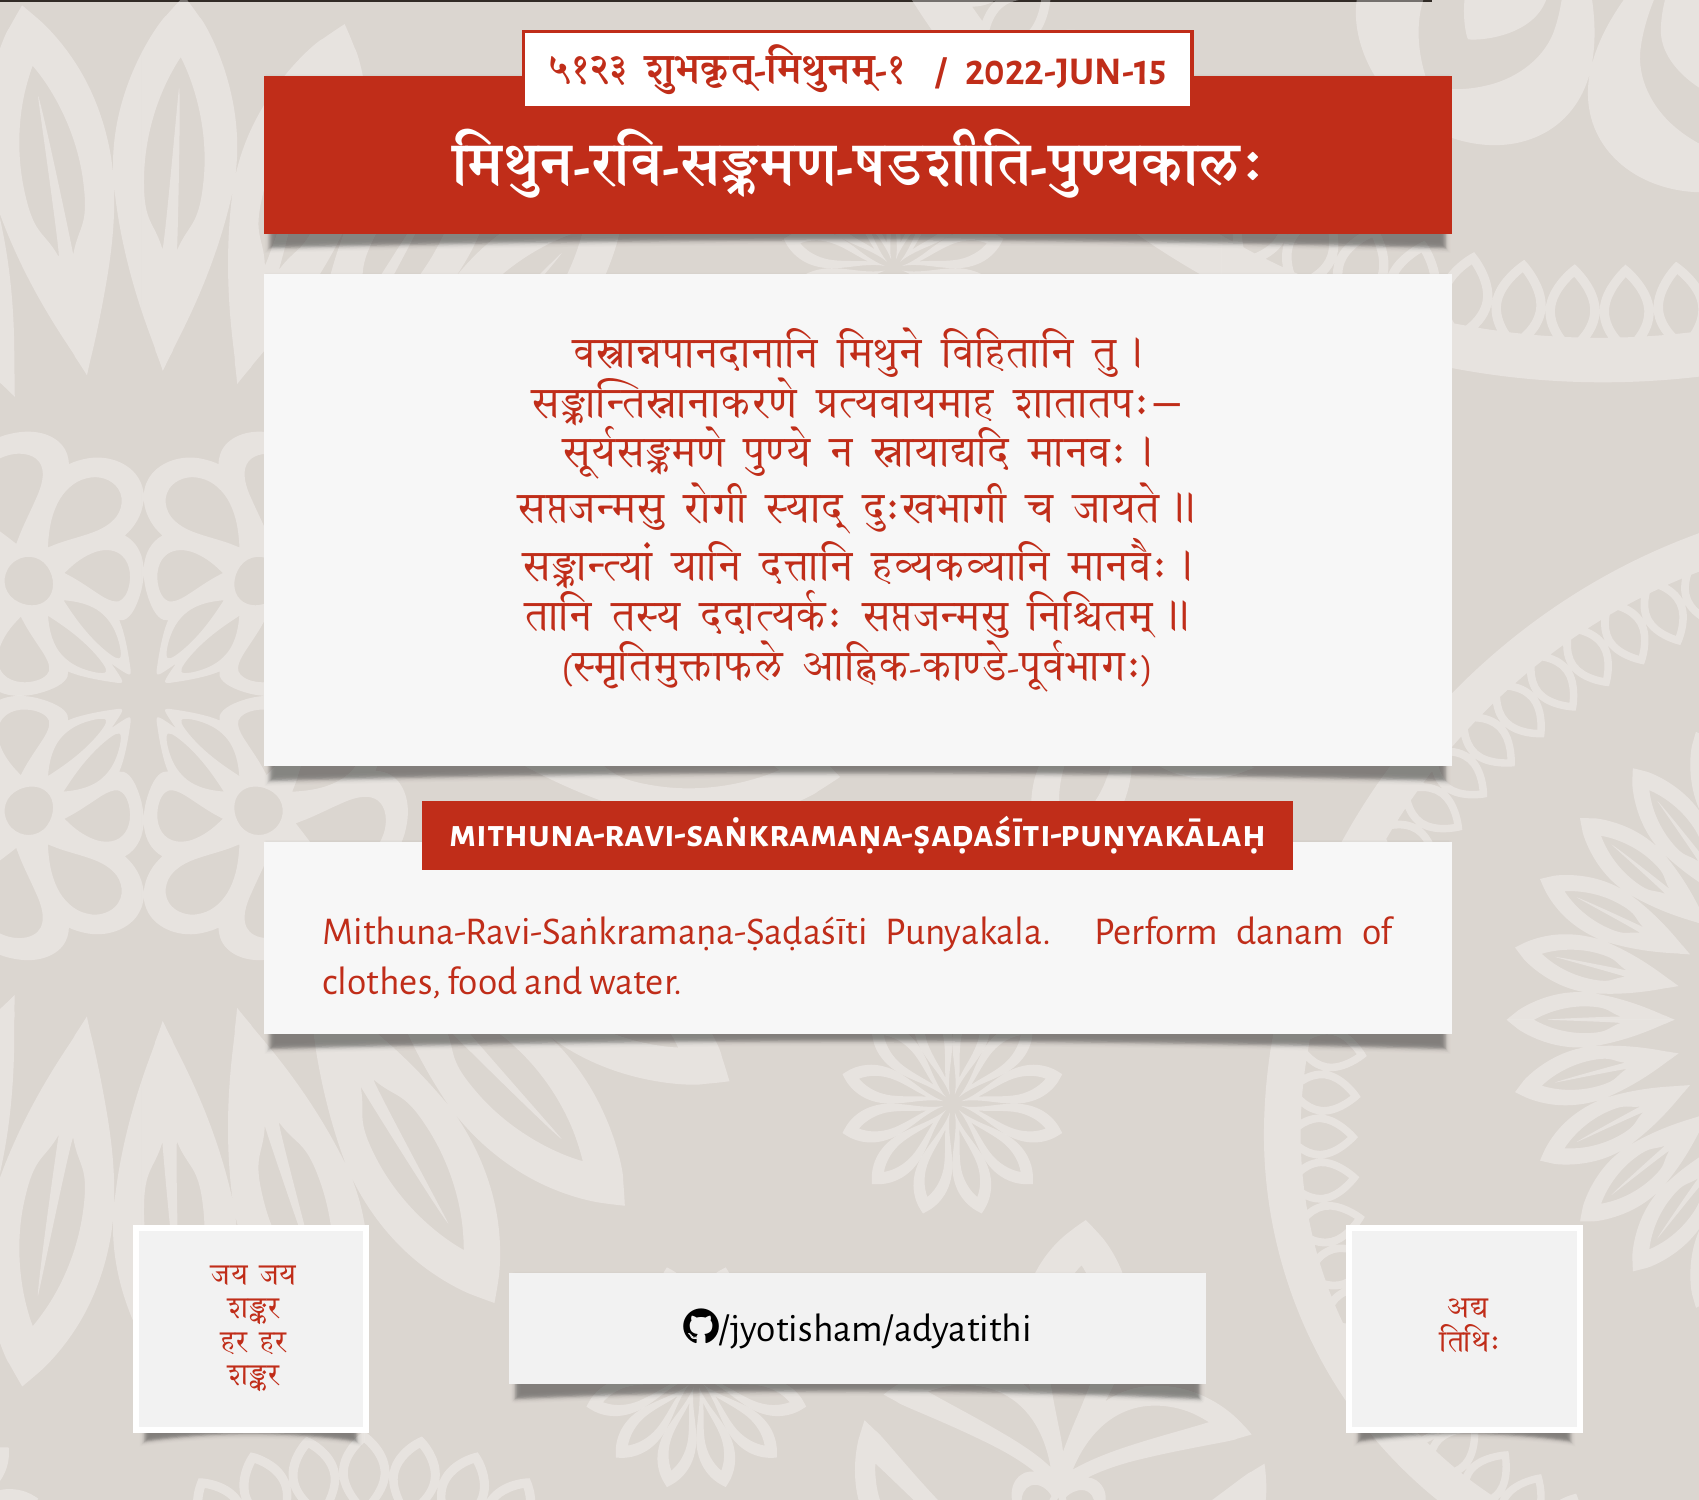 ५१२३ शुभकृत्-मिथुनम्-१ / 2022-JUN-15
मिथुन-रवि-सङ्क्रमण-षडशीति-पुण्यकालः
वस्त्रान्नपानदानानि मिथुने विहितानि तु ।
सङ्क्रान्तिस्नानाकरणे प्रत्यवायमाह शातातपः—
सूर्यसङ्क्रमणे पुण्ये न स्नायाद्यदि मानवः ।
सप्तजन्मसु रोगी स्याद् दुःखभागी च जायते ॥
सङ्क्रान्त्यां यानि दत्तानि हव्यकव्यानि मानवैः ।
तानि तस्य ददात्यर्कः सप्तजन्मसु निश्चितम् ॥
(स्मृतिमुक्ताफले आह्निक-काण्डे-पूर्वभागः)
MITHUNA-RAVI-SAṄKRAMAṆA-ṢAḌAŚĪTI-PUṆYAKĀLAḤ
Mithuna-Ravi-Saṅkramaṇa-Ṣaḍaśīti Punyakala. Perform danam of
clothes, food and water.
जय जय
शङ्कर
हर हर
शङ्कर
/jyotisham/adyatithi
अद्य
तिथिः